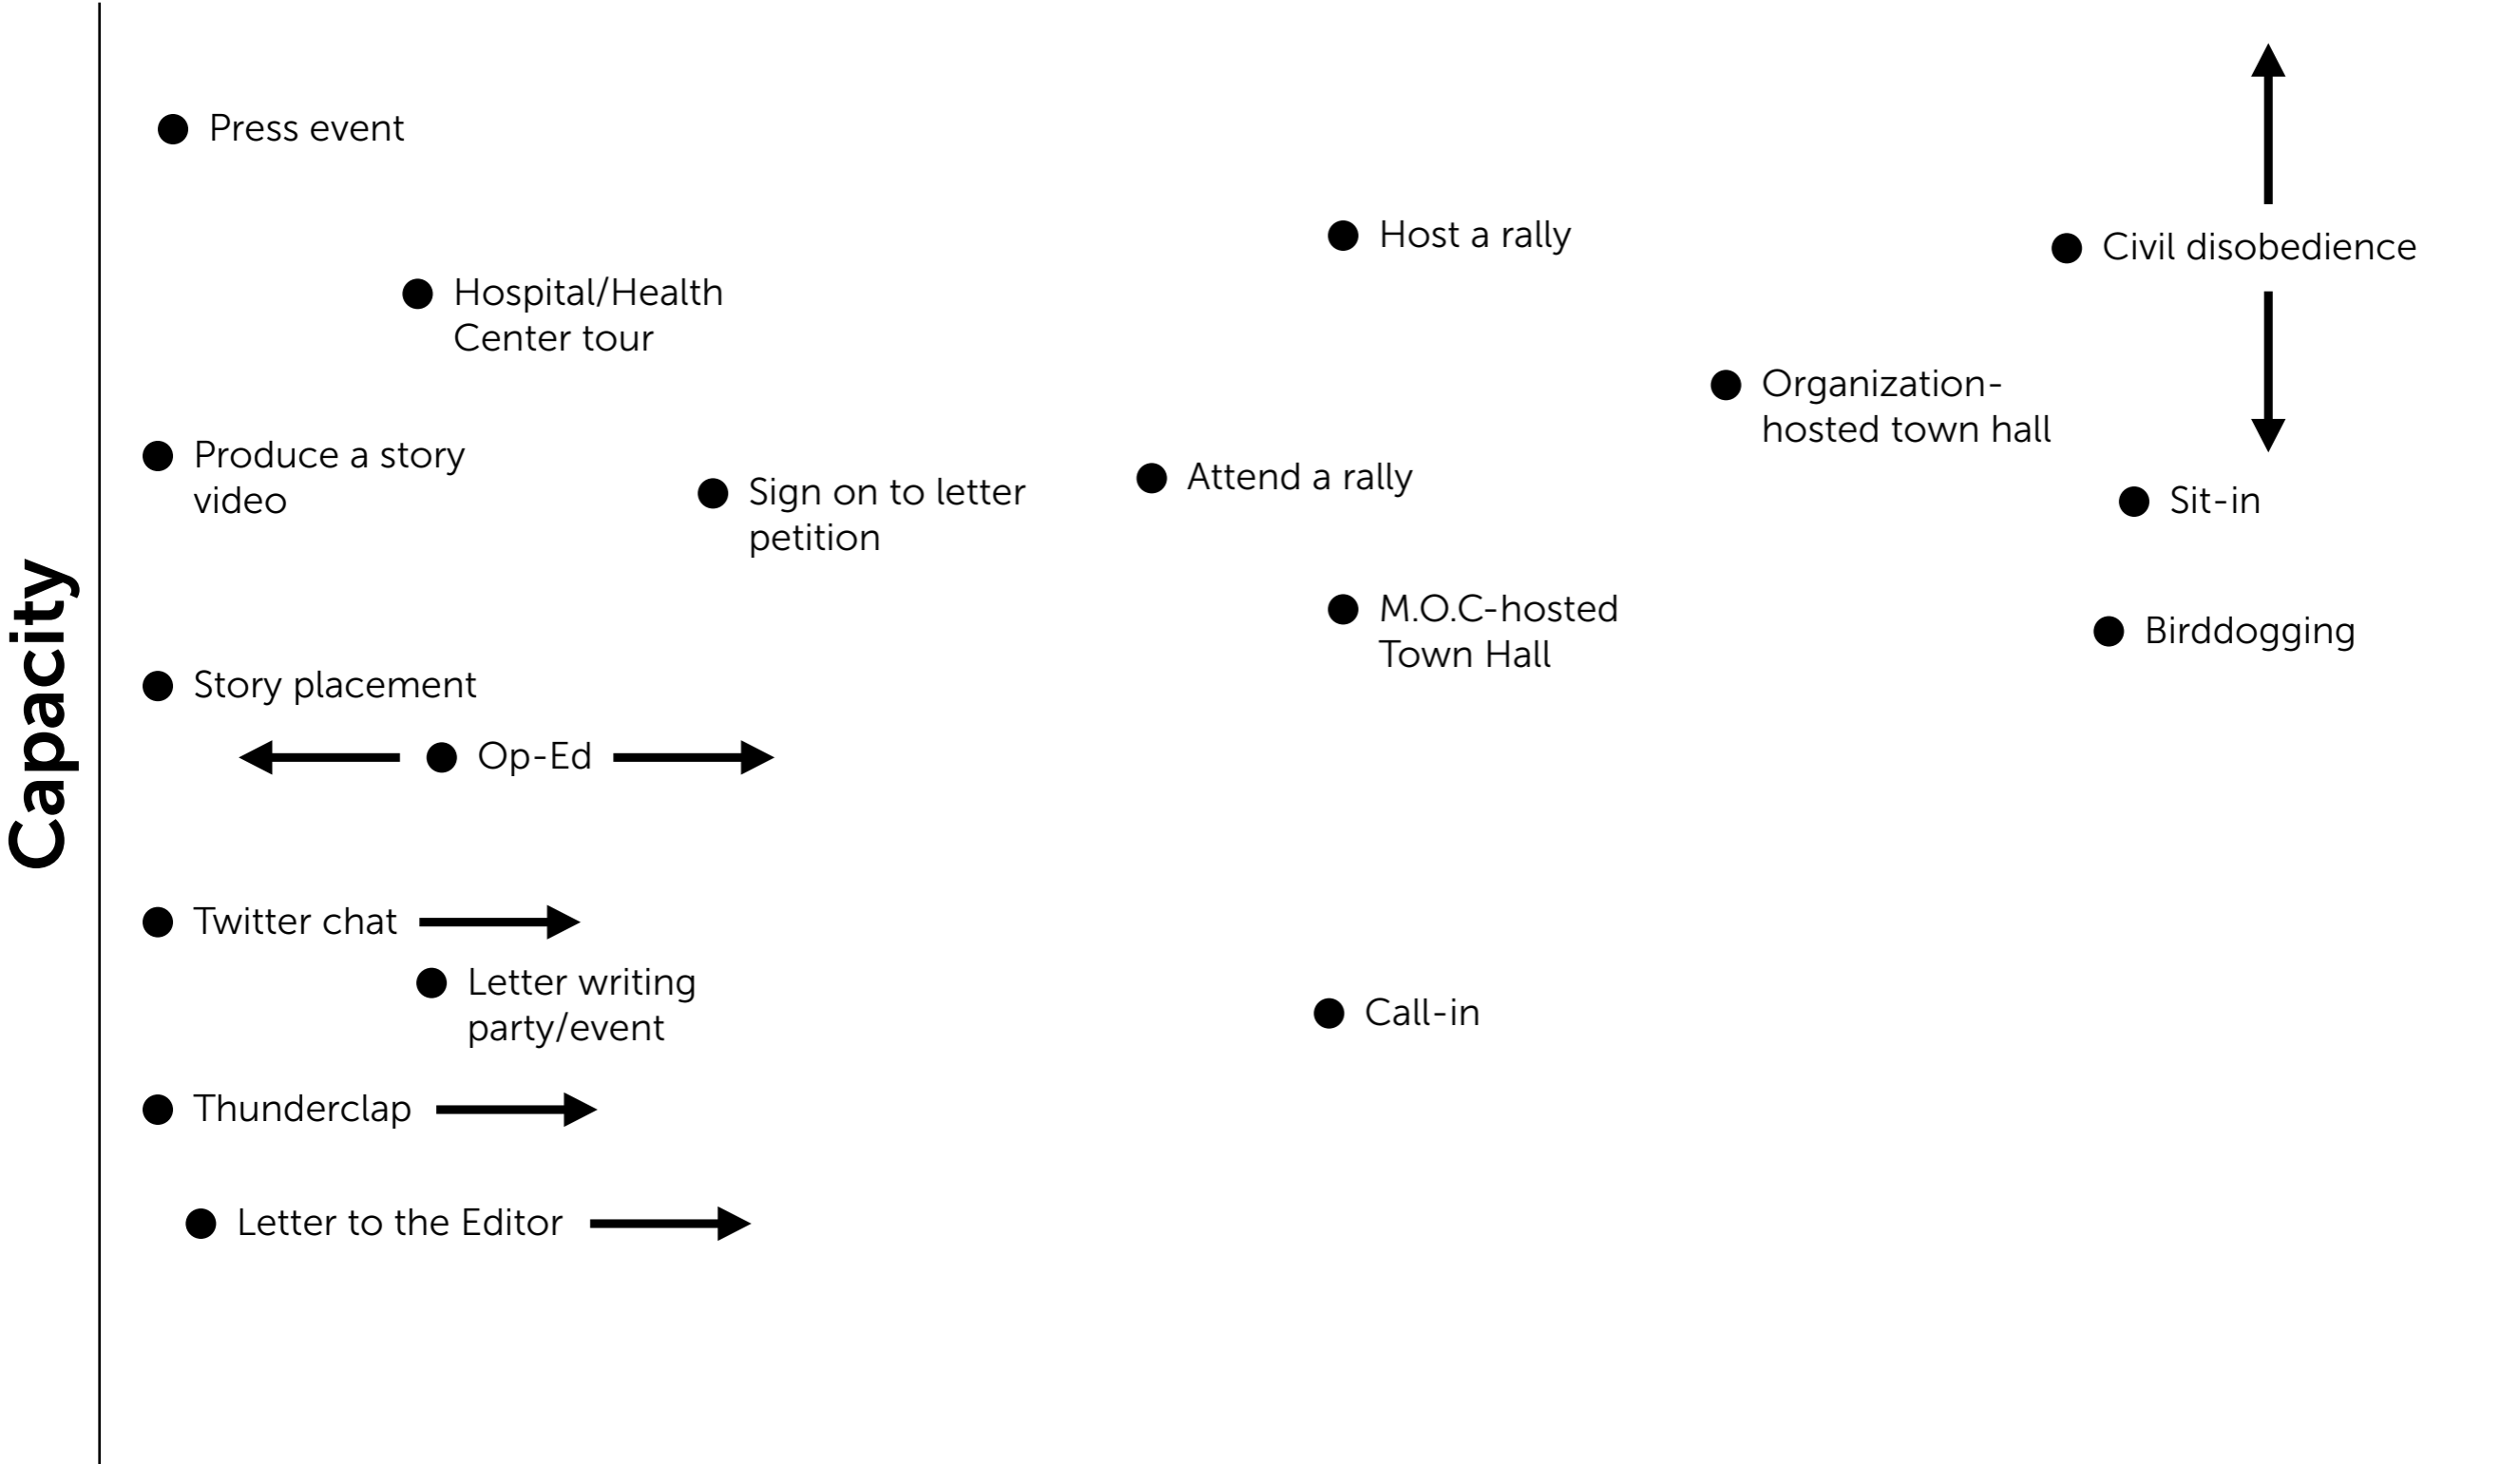 Capacity
Press event
Host a rally
Civil disobedience
Hospital/Health
Center tour
Organization-
hosted town hall
Produce a story
video
Sign on to letter
petition
Attend a rally
Sit-in
M.O.C-hosted
Town Hall
Birddogging
Story placement
Op-Ed
Twitter chat
Letter writing
party/event
Call-in
Thunderclap
Letter to the Editor